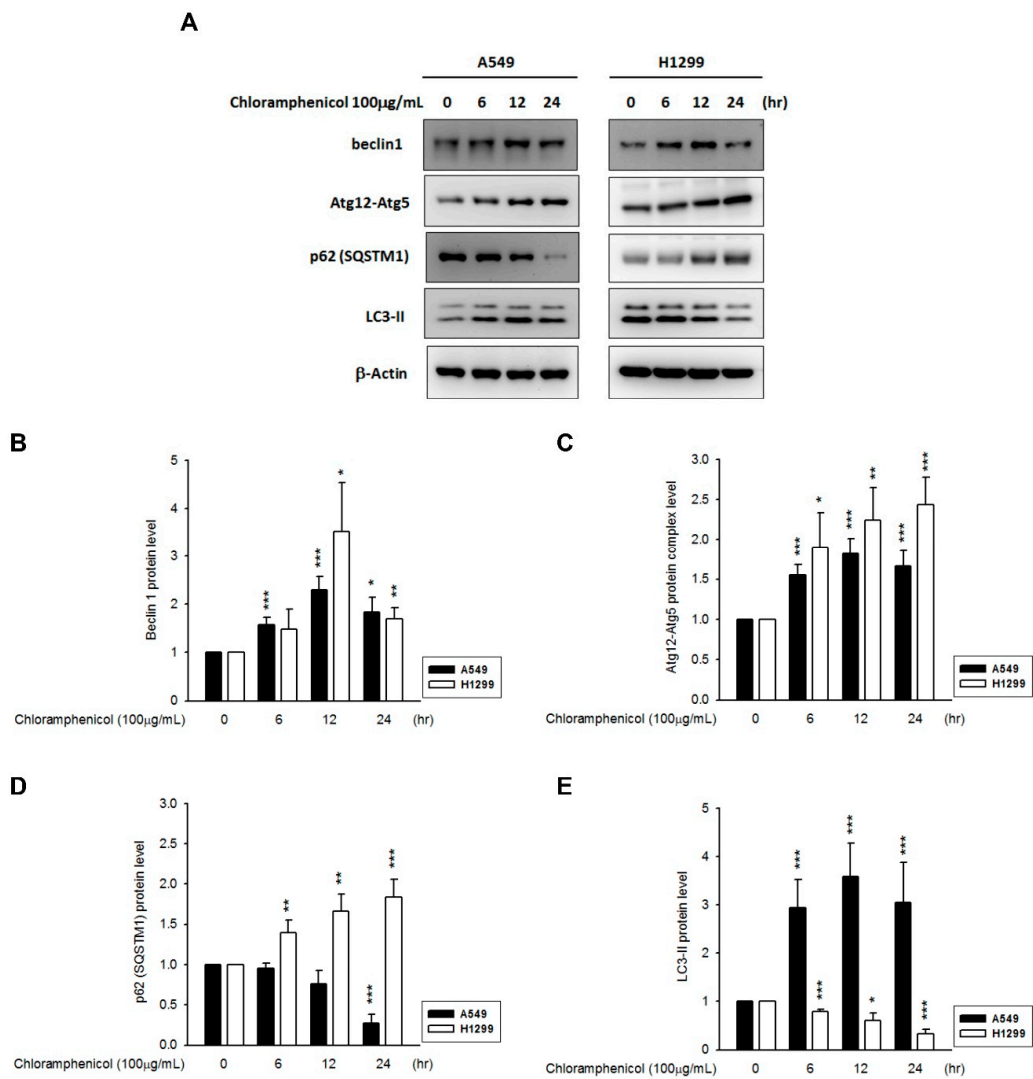 A
A549 H1299
Chloramphenicol 100μg/mL 0 6 12 24 0 6 12 24 (hr)
beclin1
Atg12-Atg5
p62 (SQSTM1)
LC3-II
β-Actin
B
Beclin 1 protein level
5
4
3
2
1
0
*** *** * * **
A549
H1299
Chloramphenicol (100μg/mL) 0 6 12 24 (hr)
C
Atg12-Atg5 protein complex level
3.0
2.5
2.0
1.5
1.0
0.5
0.0
*** * *** ** *** ***
A549
H1299
Chloramphenicol (100μg/mL) 0 6 12 24 (hr)
D
p62 (SQSTM1) protein level
3.0
2.5
2.0
1.5
1.0
0.5
0.0
** ** *** ***
A549
H1299
Chloramphenicol (100μg/mL) 0 6 12 24 (hr)
E
LC3-II protein level
5
4
3
2
1
0
*** *** *** * *** ***
A549
H1299
Chloramphenicol (100μg/mL) 0 6 12 24 (hr)